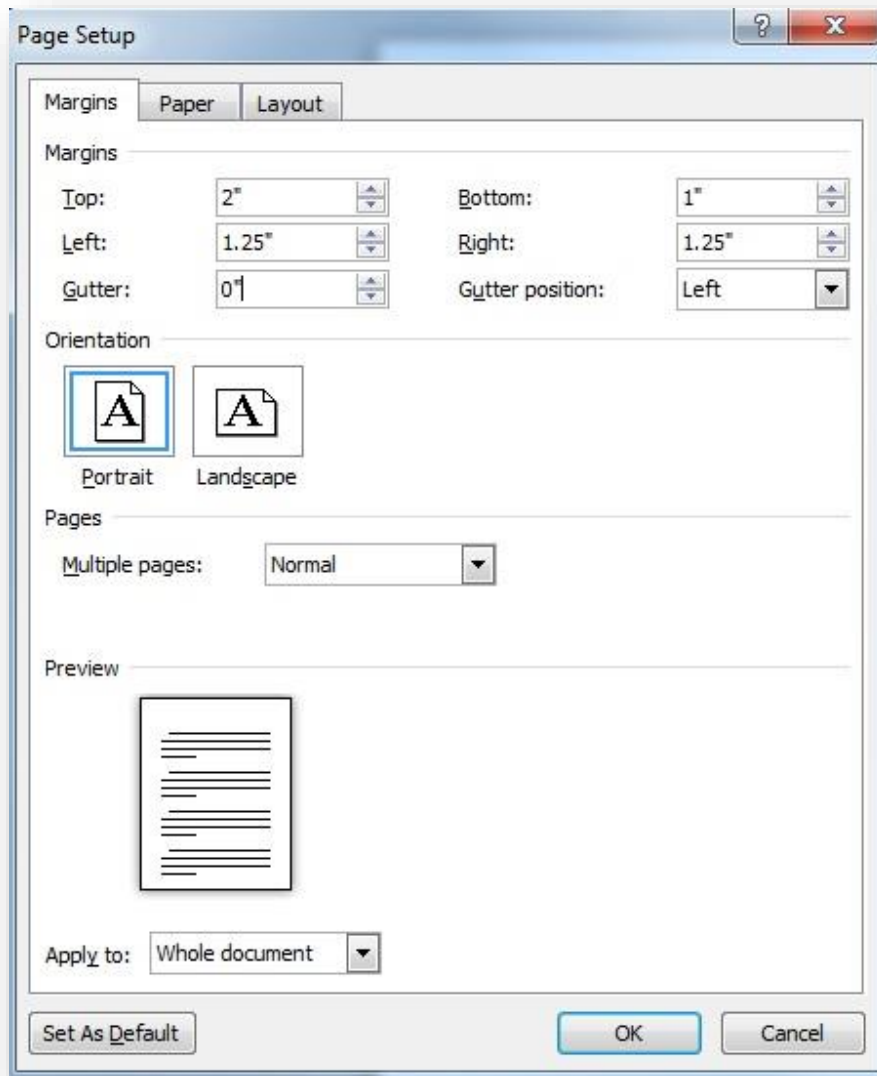 Page Setup
Margins Paper Layout
Margins
Top: 2" Bottom: 1"
Left: 1.25" Right: 1.25"
Gutter: 0" Gutter position: Left
Orientation
A A
Portrait Landscape
Pages
Multiple pages: Normal
Preview
Apply to: Whole document
Set As Default OK Cancel